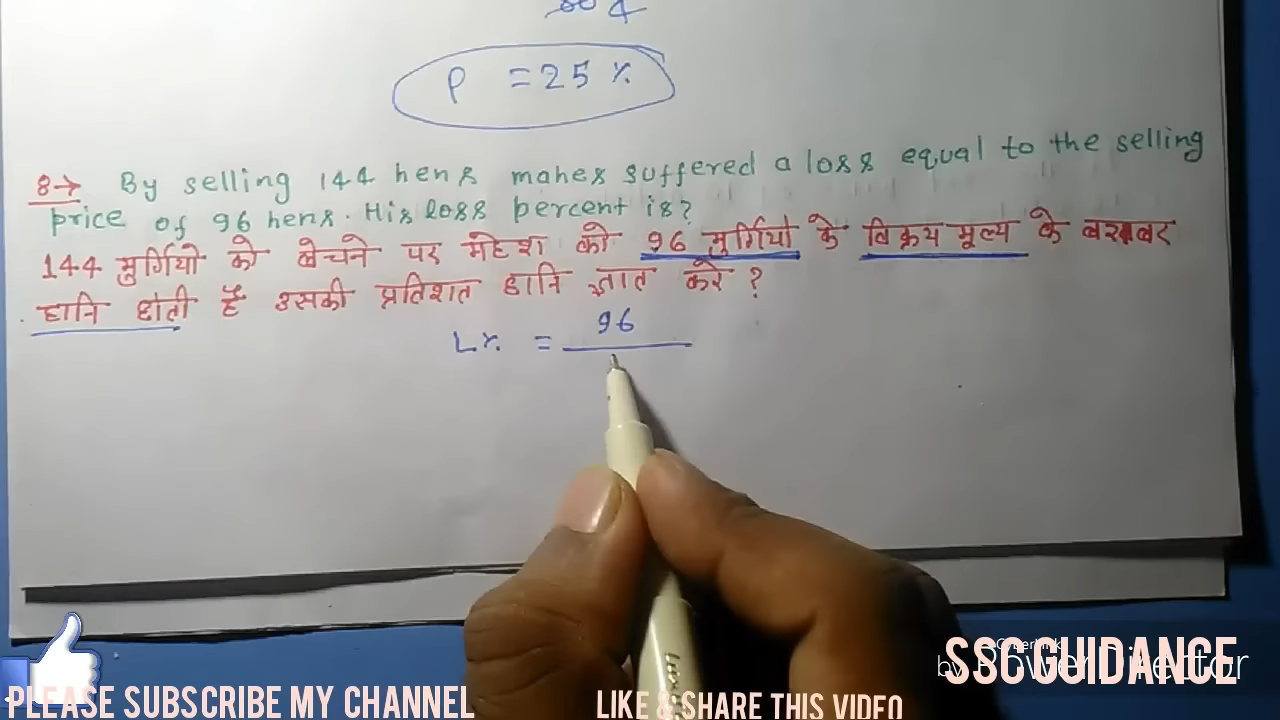 P = 25 %
8→ By selling 144 hens mahes suffered a loss equal to the selling
price of 96 hens. His loss percent is?
144 मुर्गियो को बेचने पर महेश को 96 मुर्गियो के विक्रय मूल्य के बराबर
हानि होती है उसकी प्रतिशत हानि ज्ञात करे ?
L% = 96
SSC GUIDANCE
by PowerDirector
PLEASE SUBSCRIBE MY CHANNEL
LIKE & SHARE THIS VIDEO